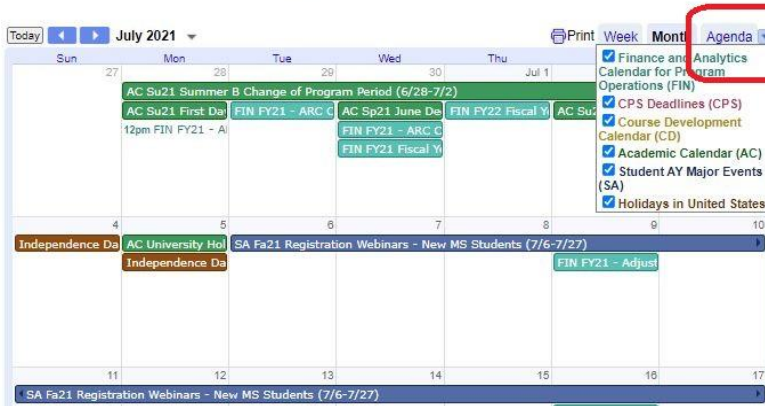 Today July 2021 Print Week Month Agenda
Sun Mon Tue Wed Thu
27 28 29 30 Jul 1
AC Su21 Summer B Change of Program Period (6/28-7/2)
AC Su21 First Day FIN FY21 - ARC C AC Sp21 June De FIN FY22 Fiscal Y AC Su2
12pm FIN FY21 - A FIN FY21 - ARC C
FIN FY21 Fiscal Y
Finance and Analytics
Calendar for Program
Operations (FIN)
CPS Deadlines (CPS)
Course Development
Calendar (CD)
Academic Calendar (AC)
Student AY Major Events
(SA)
Holidays in United States
4 5 6 7 8 9 10
Independence Da AC University Hol SA Fa21 Registration Webinars - New MS Students (7/6-7/27)
Independence Da FIN FY21 - Adjust
11 12 13 14 15 16 17
SA Fa21 Registration Webinars - New MS Students (7/6-7/27)